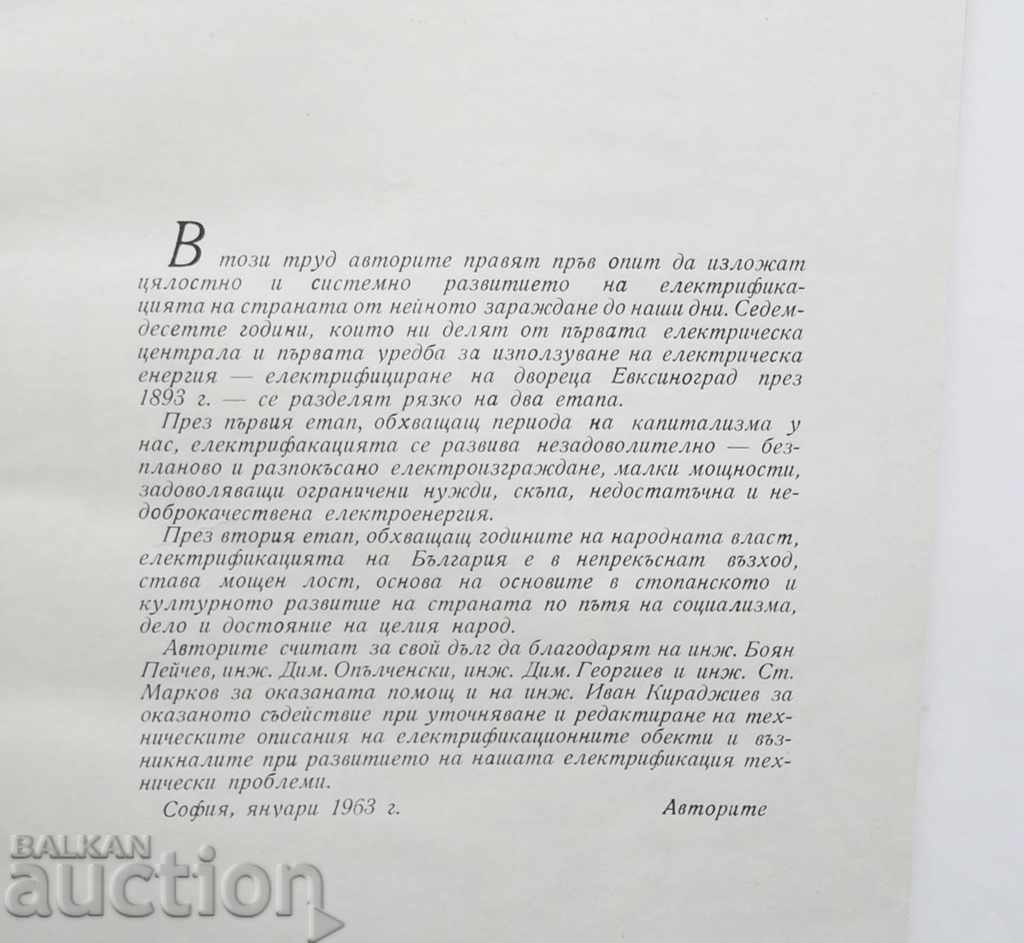 В този труд авторите правят пръв опит да изложат
цялостно и системно развитието на електрифика-
цията на страната от нейното зараждане до наши дни. Седем-
десетте години, които ни делят от първата електрическа
централа и първата уредба за използуване на електрическа
енергия — електрифициране на двореца Евксиноград през
1893 г. — се разделят рязко на два етапа.
През първия етап, обхващащ периода на капитализма у
нас, електрифакацията се развива незадоволително — без-
планово и разпокъсано електроизграждане, малки мощности,
задоволяващи ограничени нужди, скъпа, недостатъчна и не-
доброкачествена електроенергия.
През втория етап, обхващащ годините на народната власт,
електрификацията на България е в непрекъснат възход,
става мощен лост, основа на основите в стопанското и
културното развитие на страната по пътя на социализма,
дело и достояние на целия народ.
Авторите считат за свой дълг да благодарят на инж. Боян
Пейчев, инж. Дим. Опълченски, инж. Дим. Георгиев и инж. Ст.
Марков за оказаната помощ и на инж. Иван Кираджиев за
оказаното съдействие при уточняване и редактиране на тех-
ническите описания на електрификационните обекти и въз-
никналите при развитието на нашата електрификация тех-
нически проблеми.
София, януари 1963 г. Авторите
BALKAN
auction